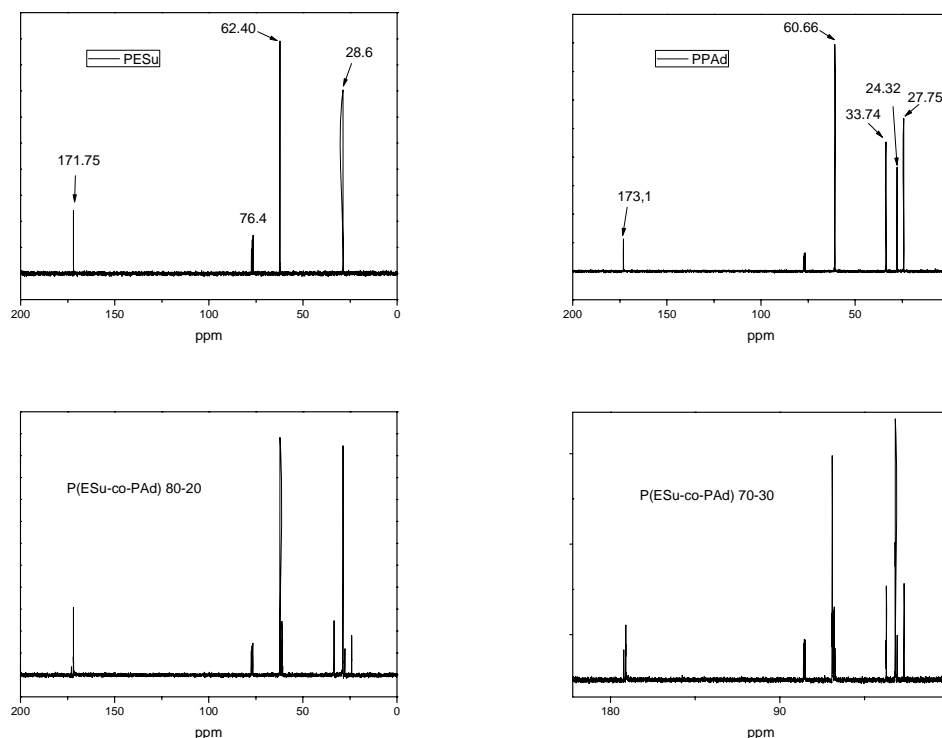 62.40
PESu
28.6
171.75
76.4
200 150 100 50 0
ppm
60.66
PPAd
24.32
27.75
33.74
173,1
200 150 100 50
ppm
P(ESu-co-PAd) 80-20
200 150 100 50 0
ppm
P(ESu-co-PAd) 70-30
180 90
ppm